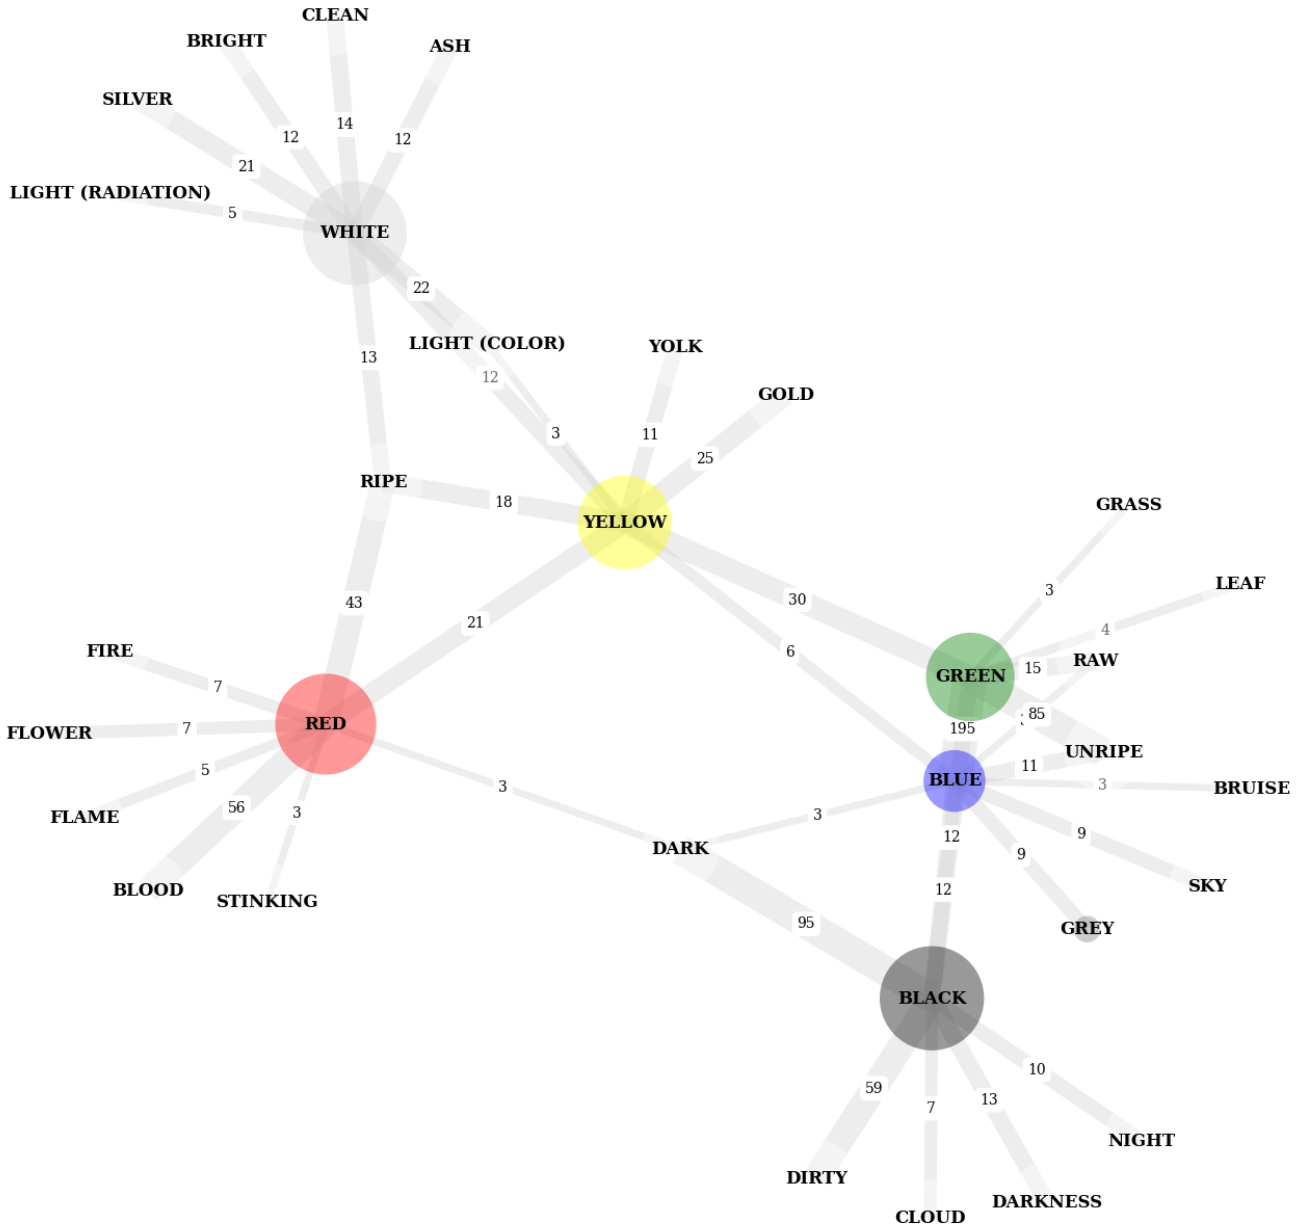 CLEAN
BRIGHT
ASH
SILVER
14
12
12
21
LIGHT (RADIATION)
5
WHITE
22
LIGHT (COLOR)
YOLK
13
12
GOLD
3
11
25
RIPE
18
GRASS
YELLOW
LEAF
3
43
30
21
4
FIRE
6
RAW
15
GREEN
7
RED
85
FLOWER
7
195
UNRIPE
5
11
BLUE
3
BRUISE
3
56
3
3
FLAME
12
9
DARK
9
BLOOD
STINKING
12
SKY
95
GREY
BLACK
10
59
13
7
NIGHT
DIRTY
DARKNESS
CLOUD